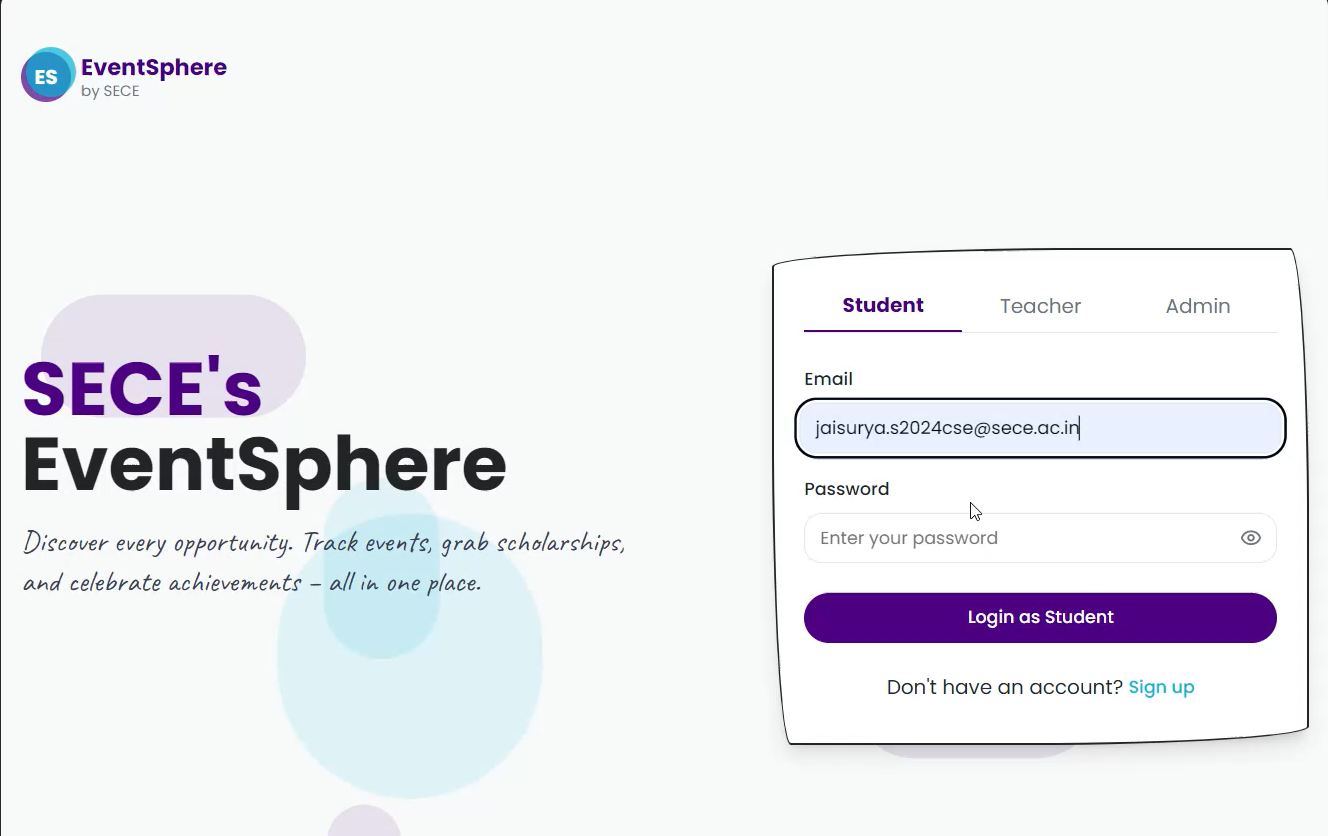 ES
EventSphere
by SECE
SECE's
EventSphere
Discover every opportunity. Track events, grab scholarships,
and celebrate achievements – all in one place.
Student Teacher Admin
Email
jaisurya.s2024cse@sece.ac.in
Password
Enter your password
Login as Student
Don't have an account? Sign up